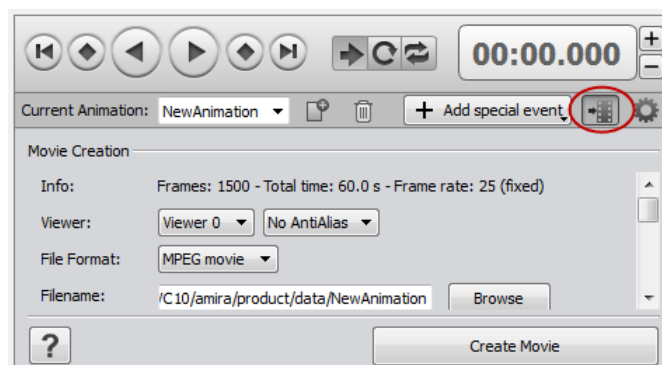 00:00.000
Current Animation: NewAnimation + Add special event
Movie Creation
Info: Frames: 1500 - Total time: 60.0 s - Frame rate: 25 (fixed)
Viewer: Viewer 0 No AntiAlias
File Format: MPEG movie
Filename: /C10/amira/product/data/NewAnimation Browse
? Create Movie